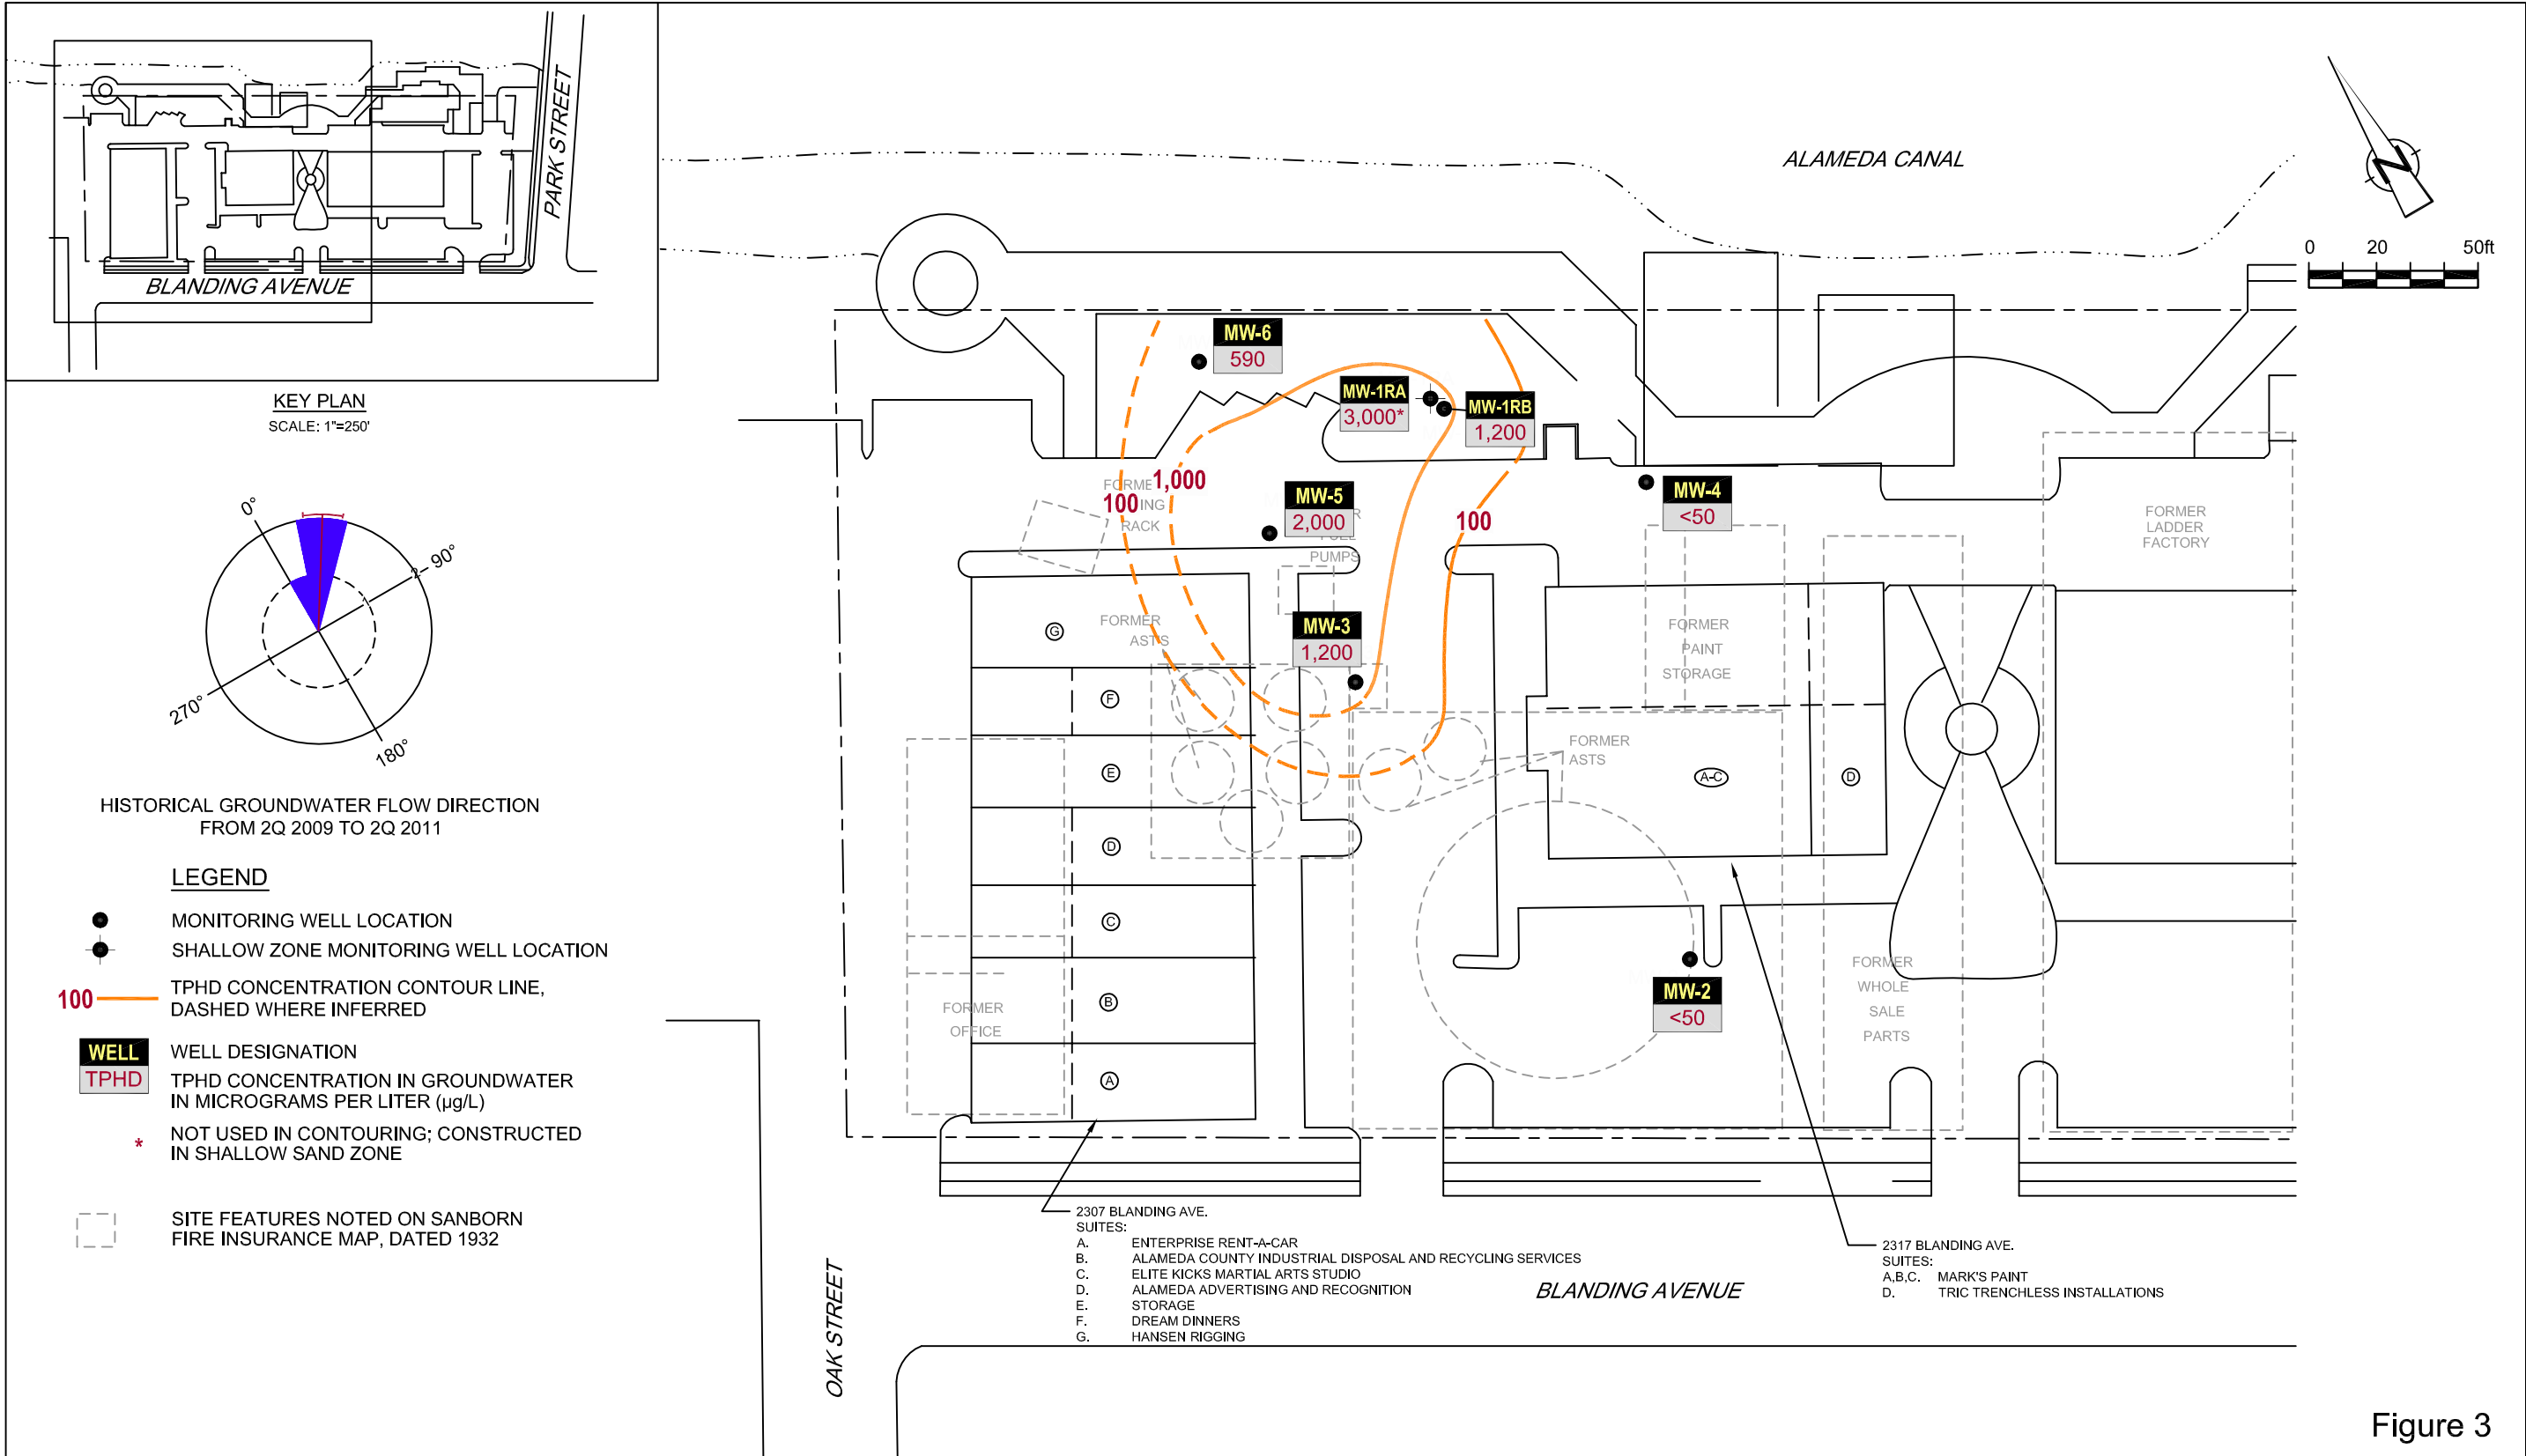 PARK STREET
BLANDING AVENUE
KEY PLAN
SCALE: 1"=250'
ALAMEDA CANAL
N
0 20 50ft
MW-6
590
MW-1RA
3,000*
MW-1RB
1,200
1,000
100
FORME
ING
RACK
MW-5
2,000
R
PUMPS
100
MW-4
<50
FORMER
LADDER
FACTORY
0°
90°
270°
180°
HISTORICAL GROUNDWATER FLOW DIRECTION
FROM 2Q 2009 TO 2Q 2011
FORMER
ASTS
MW-3
1,200
FORMER
PAINT
STORAGE
FORMER
ASTS
G
F
E
D
C
B
A
A-C
D
FORMER
OFFICE
MW-2
<50
FORMER
WHOLE
SALE
PARTS
LEGEND
MONITORING WELL LOCATION
SHALLOW ZONE MONITORING WELL LOCATION
100
TPHD CONCENTRATION CONTOUR LINE,
DASHED WHERE INFERRED
WELL
WELL DESIGNATION
TPHD
TPHD CONCENTRATION IN GROUNDWATER
IN MICROGRAMS PER LITER (µg/L)
* NOT USED IN CONTOURING; CONSTRUCTED
IN SHALLOW SAND ZONE
SITE FEATURES NOTED ON SANBORN
FIRE INSURANCE MAP, DATED 1932
2307 BLANDING AVE.
SUITES:
A. ENTERPRISE RENT-A-CAR
B. ALAMEDA COUNTY INDUSTRIAL DISPOSAL AND RECYCLING SERVICES
C. ELITE KICKS MARTIAL ARTS STUDIO
D. ALAMEDA ADVERTISING AND RECOGNITION
E. STORAGE
F. DREAM DINNERS
G. HANSEN RIGGING
2317 BLANDING AVE.
SUITES:
A,B,C. MARK'S PAINT
D. TRIC TRENCHLESS INSTALLATIONS
BLANDING AVENUE
OAK STREET
Figure 3